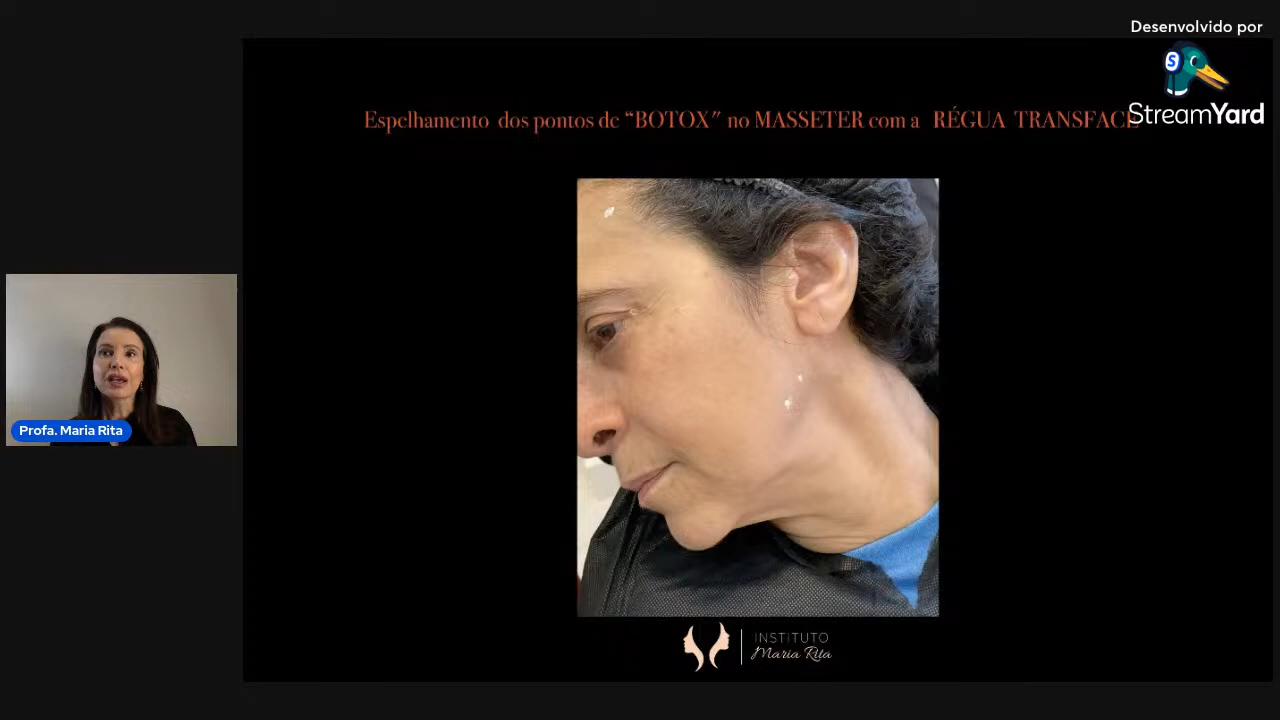 Desenvolvido por
StreamYard
Espelhamento dos pontos de “BOTOX” no MASSETER com a RÉGUA TRANSFACE
Profa. Maria Rita
INSTITUTO
Maria Rita